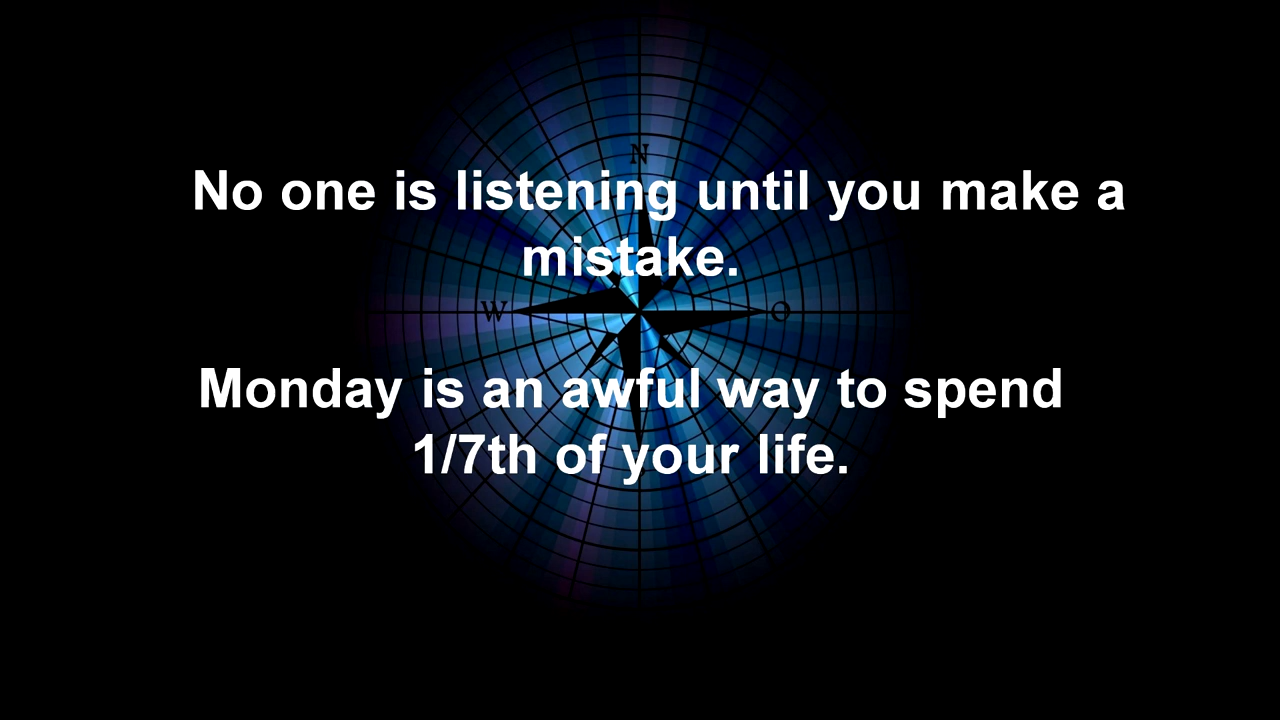 N
No one is listening until you make a
mistake.
W O
Monday is an awful way to spend
1/7th of your life.